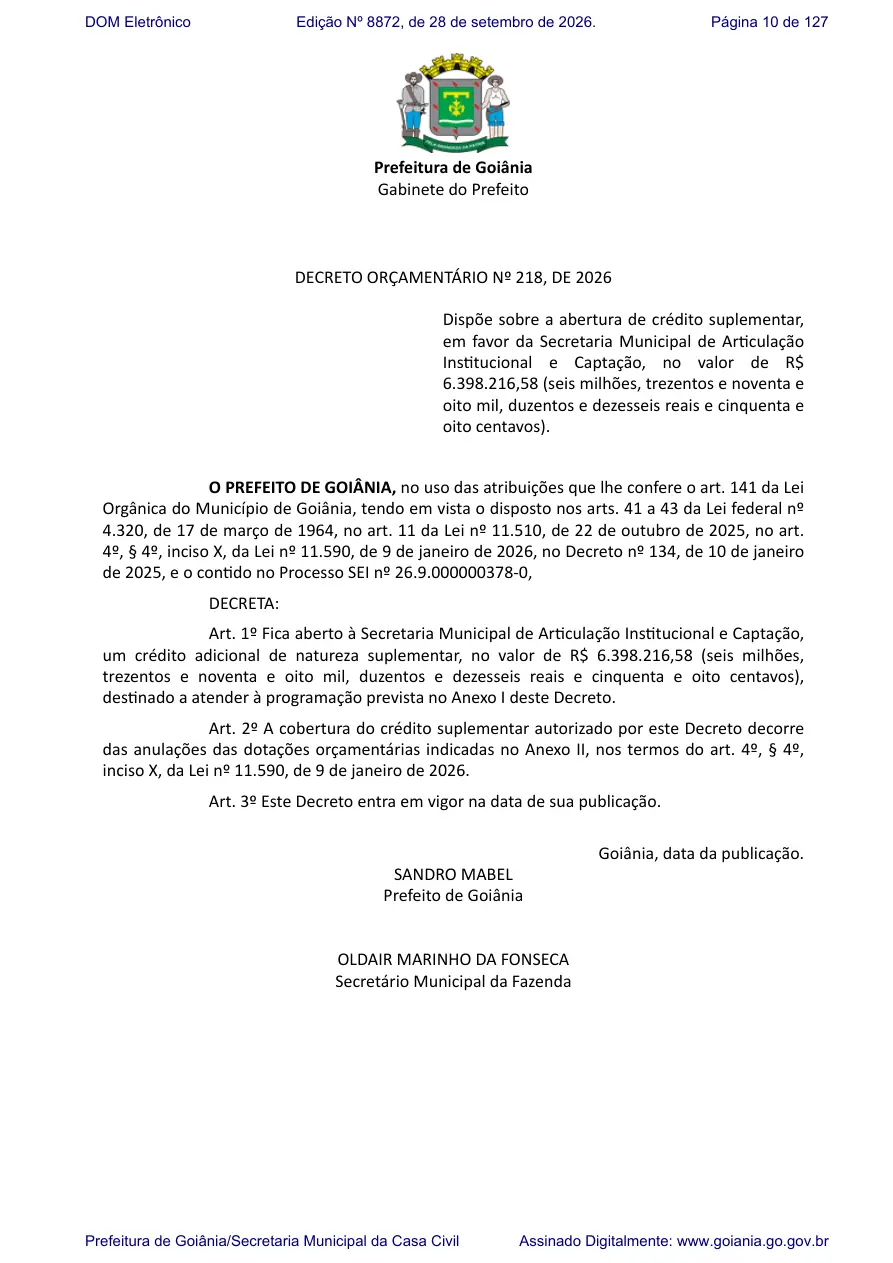 DOM Eletrônico Edição Nº 8872, de 28 de setembro de 2026. Página 10 de 127
PELA GRANDEZA DA PÁTRIA
Prefeitura de Goiânia
Gabinete do Prefeito
DECRETO ORÇAMENTÁRIO Nº 218, DE 2026
Dispõe sobre a abertura de crédito suplementar,
em favor da Secretaria Municipal de Articulação
Institucional e Captação, no valor de R$
6.398.216,58 (seis milhões, trezentos e noventa e
oito mil, duzentos e dezesseis reais e cinquenta e
oito centavos).
O PREFEITO DE GOIÂNIA, no uso das atribuições que lhe confere o art. 141 da Lei
Orgânica do Município de Goiânia, tendo em vista o disposto nos arts. 41 a 43 da Lei federal nº
4.320, de 17 de março de 1964, no art. 11 da Lei nº 11.510, de 22 de outubro de 2025, no art.
4º, § 4º, inciso X, da Lei nº 11.590, de 9 de janeiro de 2026, no Decreto nº 134, de 10 de janeiro
de 2025, e o contido no Processo SEI nº 26.9.000000378-0,
DECRETA:
Art. 1º Fica aberto à Secretaria Municipal de Articulação Institucional e Captação,
um crédito adicional de natureza suplementar, no valor de R$ 6.398.216,58 (seis milhões,
trezentos e noventa e oito mil, duzentos e dezesseis reais e cinquenta e oito centavos),
destinado a atender à programação prevista no Anexo I deste Decreto.
Art. 2º A cobertura do crédito suplementar autorizado por este Decreto decorre
das anulações das dotações orçamentárias indicadas no Anexo II, nos termos do art. 4º, § 4º,
inciso X, da Lei nº 11.590, de 9 de janeiro de 2026.
Art. 3º Este Decreto entra em vigor na data de sua publicação.
Goiânia, data da publicação.
SANDRO MABEL
Prefeito de Goiânia
OLDAIR MARINHO DA FONSECA
Secretário Municipal da Fazenda
Prefeitura de Goiânia/Secretaria Municipal da Casa Civil Assinado Digitalmente: www.goiania.go.gov.br